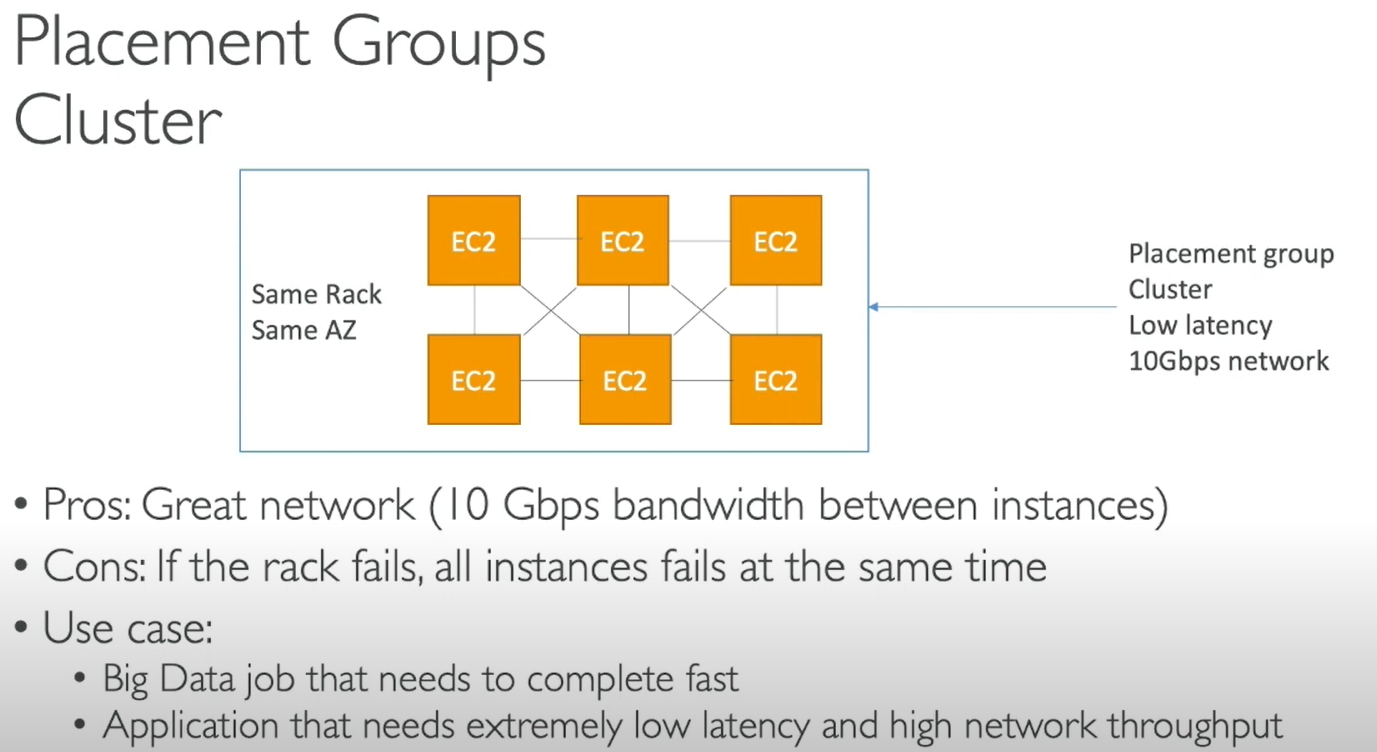 Placement Groups
Cluster
EC2
EC2
EC2
Same Rack
Same AZ
EC2
EC2
EC2
Placement group
Cluster
Low latency
10Gbps network
• Pros: Great network (10 Gbps bandwidth between instances)
• Cons: If the rack fails, all instances fails at the same time
• Use case:
• Big Data job that needs to complete fast
• Application that needs extremely low latency and high network throughput